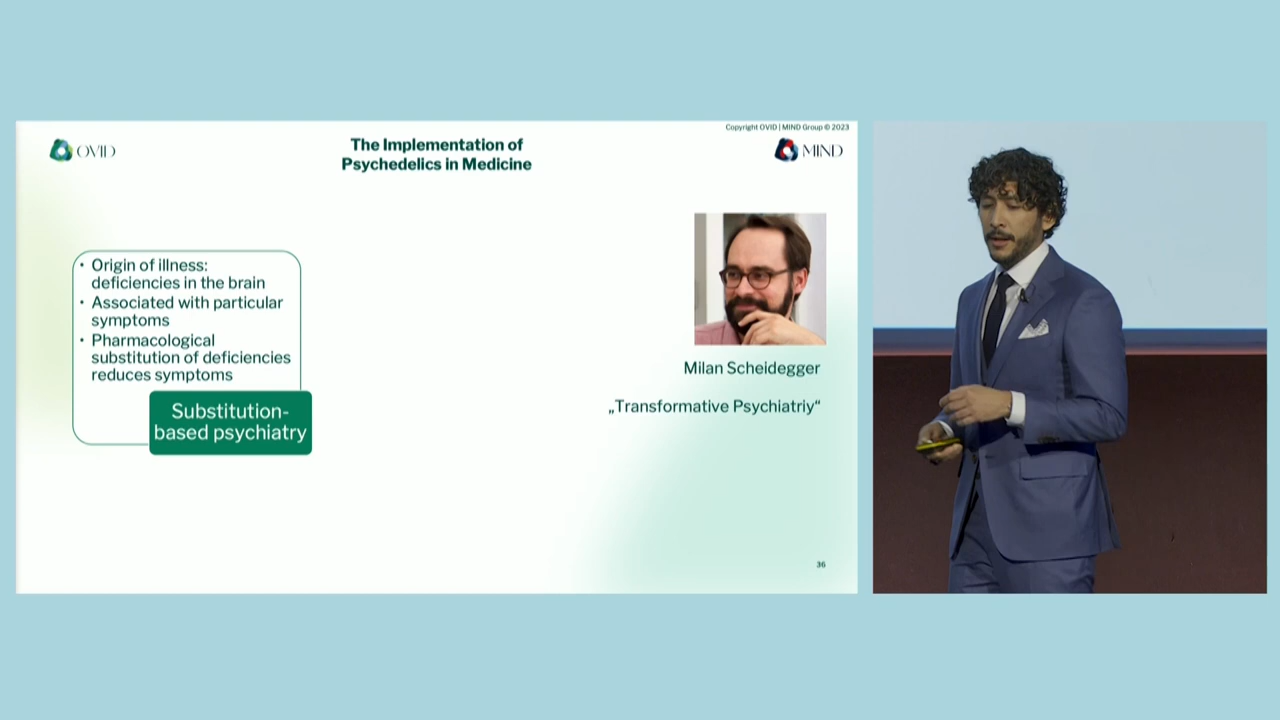 Copyright OVID | MIND Group © 2023
OVID
The Implementation of
Psychedelics in Medicine
MIND
• Origin of illness:
deficiencies in the brain
• Associated with particular
symptoms
• Pharmacological
substitution of deficiencies
reduces symptoms
Substitution-
based psychiatry
Milan Scheidegger
„Transformative Psychiatriy“
36